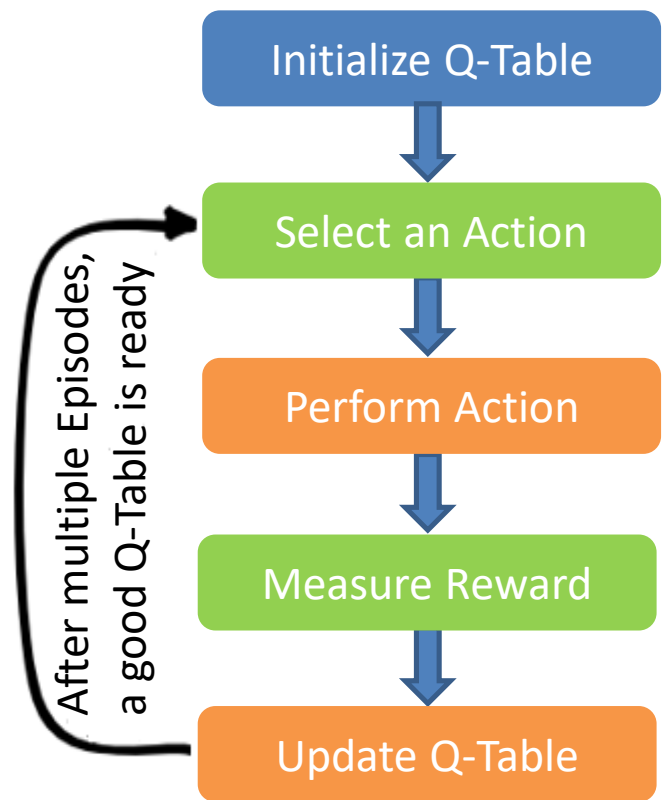 Initialize Q-Table
Select an Action
Perform Action
Measure Reward
Update Q-Table
After multiple Episodes,
a good Q-Table is ready